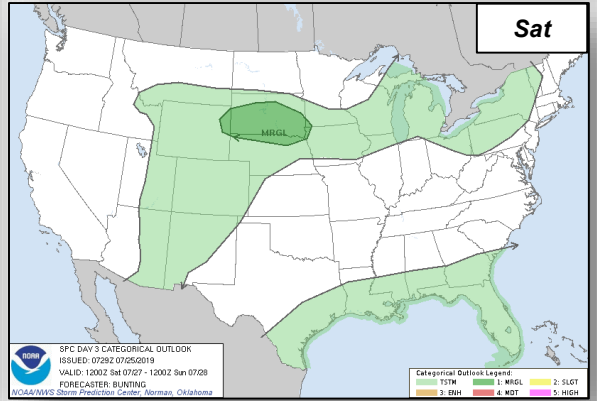 Sat
MRGL
SPC DAY 3 CATEGORICAL OUTLOOK
ISSUED: 0729Z 07/25/2019
VALID: 1200Z Sat 07/27 - 1200Z Sun 07/28
FORECASTER: BUNTING
NOAA/NWS Storm Prediction Center, Norman, Oklahoma
NOAA
Categorical Outlook Legend:
TSTM 1: MRGL 2: SLGT
3: ENH 4: MDT 5: HIGH